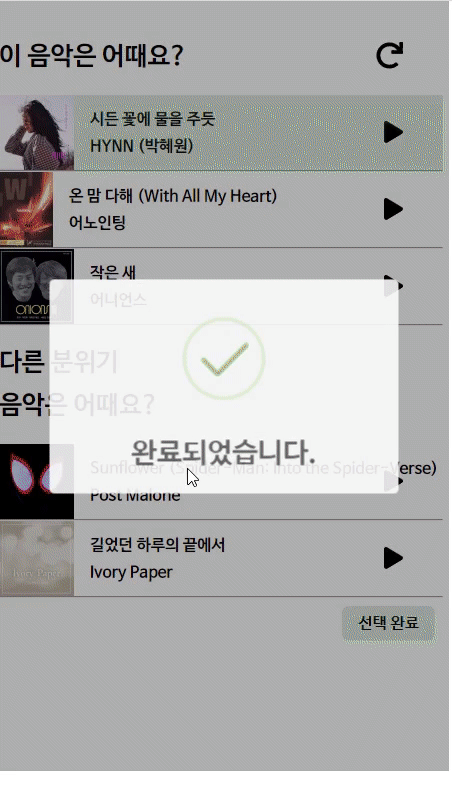 이 음악은 어때요?
시든 꽃에 물을 주듯
HYNN (박혜원)
W
온 맘 다해 (With All My Heart)
어노인팅
작은 새
어니언스
ONIONS
다른 분위기
음악은 어때요?
완료되었습니다.
Sunflower (Spider-Man: Into the Spider-Verse)
Post Malone
길었던 하루의 끝에서
Ivory Paper
Ivory Paper
선택 완료